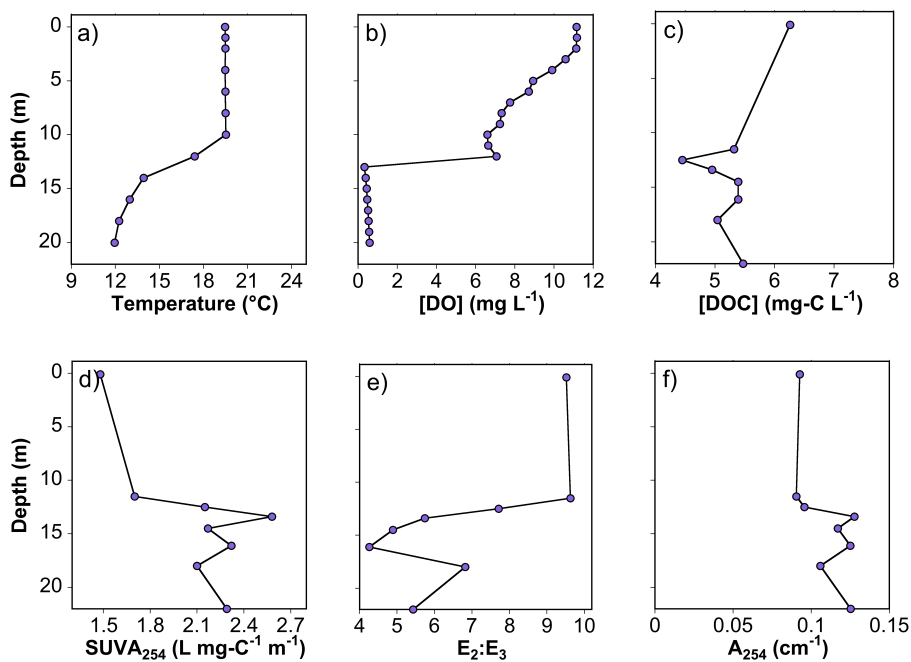 a) b) c)
0 5 10 15 20
Depth (m)
9 12 15 18 21 24
Temperature (°C)
0 2 4 6 8 10 12
[DO] (mg L⁻¹)
4 5 6 7 8
[DOC] (mg-C L⁻¹)
d) e) f)
0 5 10 15 20
Depth (m)
1.5 1.8 2.1 2.4 2.7
SUVA₂₅₄ (L mg-C⁻¹ m⁻¹)
4 5 6 7 8 9 10
E₂:E₃
0 0.05 0.1 0.15
A₂₅₄ (cm⁻¹)